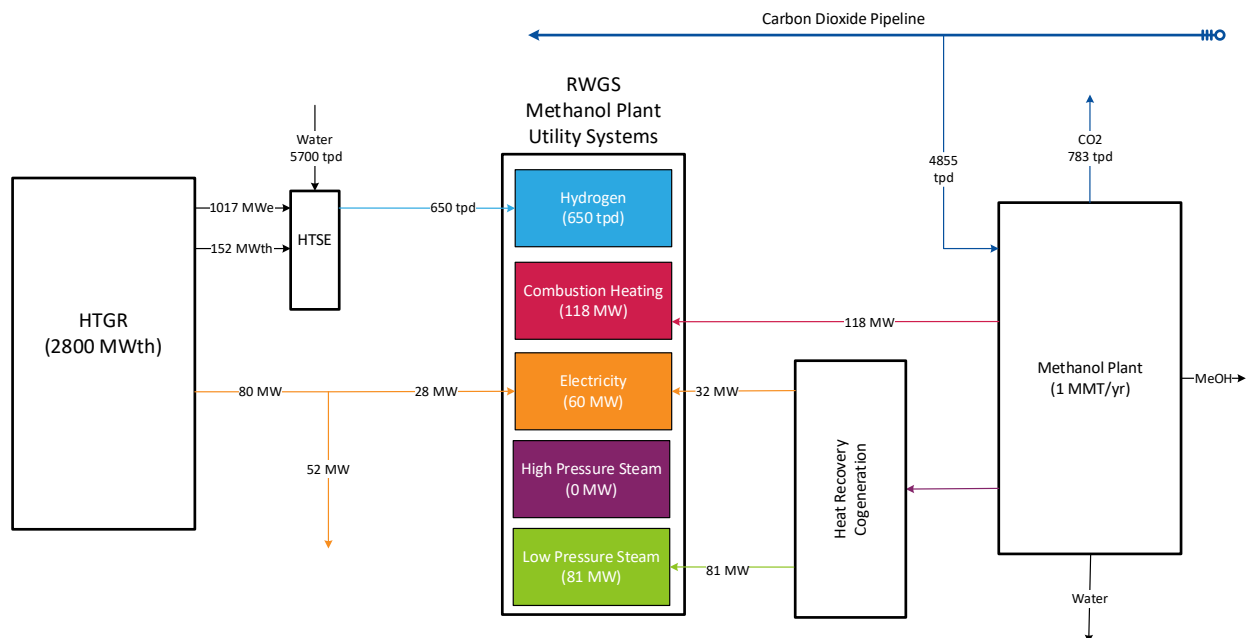 Carbon Dioxide Pipeline
RWGS
Methanol Plant
Utility Systems
Water
5700 tpd
CO2
783 tpd
4855
tpd
1017 MWe
152 MWth
HTSE
650 tpd
Hydrogen
(650 tpd)
Combustion Heating
(118 MW)
118 MW
HTGR
(2800 MWth)
80 MW
28 MW
Electricity
(60 MW)
32 MW
52 MW
High Pressure Steam
(0 MW)
Low Pressure Steam
(81 MW)
81 MW
Heat Recovery
Cogeneration
Methanol Plant
(1 MMT/yr)
MeOH
Water